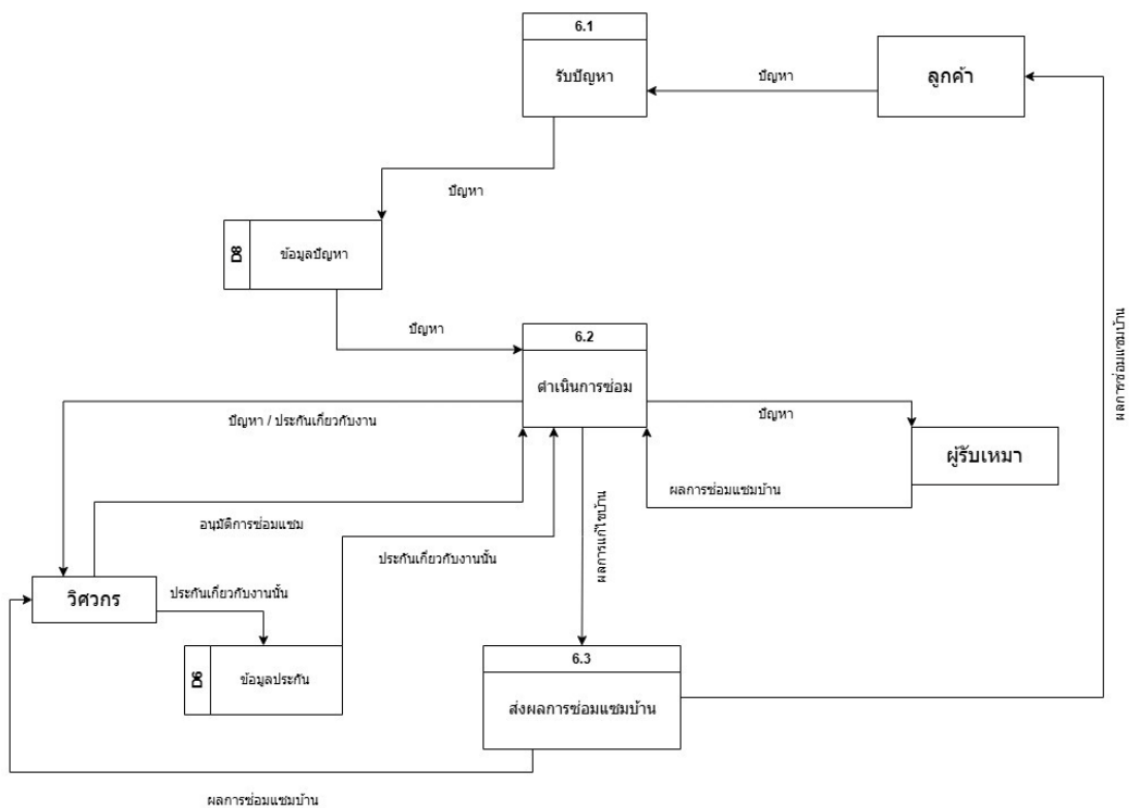 6.1
รับปัญหา
ปัญหา
ลูกค้า
ปัญหา
D8
ข้อมูลปัญหา
ปัญหา
6.2
ดำเนินการซ่อม
ปัญหา / ประกันเกี่ยวกับงาน
ปัญหา
ผู้รับเหมา
ผลการซ่อมแซมบ้าน
ผลการซ่อมแซมบ้าน
อนุมัติการซ่อมแซม
ประกันเกี่ยวกับงานนั้น
ผลการแก้ไขบ้าน
วิศวกร
ประกันเกี่ยวกับงานนั้น
D6
ข้อมูลประกัน
6.3
ส่งผลการซ่อมแซมบ้าน
ผลการซ่อมแซมบ้าน